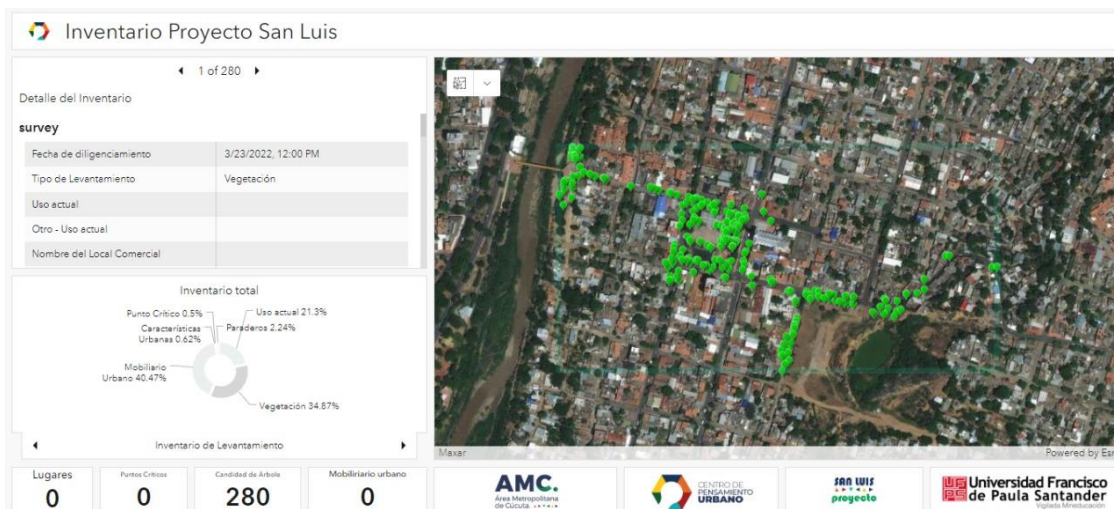 Inventario Proyecto San Luis
1 of 280
Detalle del Inventario
survey
Fecha de diligenciamiento 3/23/2022, 12:00 PM
Tipo de Levantamiento Vegetación
Uso actual
Otro - Uso actual
Nombre del Local Comercial
Inventario total
Punto Crítico 0.5%
Uso actual 21.3%
Características
Urbanas 0.62%
Paraderos 2.24%
Mobiliario
Urbano 40.47%
Vegetación 34.87%
Inventario de Levantamiento
Maxar
Powered by Esr
Lugares
0
Puntos Críticos
0
Candidad de Árbole
280
Mobiliriario urbano
0
AMC.
Área Metropolitana
de Cúcuta
CENTRO DE
PENSAMIENTO
URBANO
SAN LUIS
proyecto
UFPS
Universidad Francisco
de Paula Santander
Vigilada Mineducación